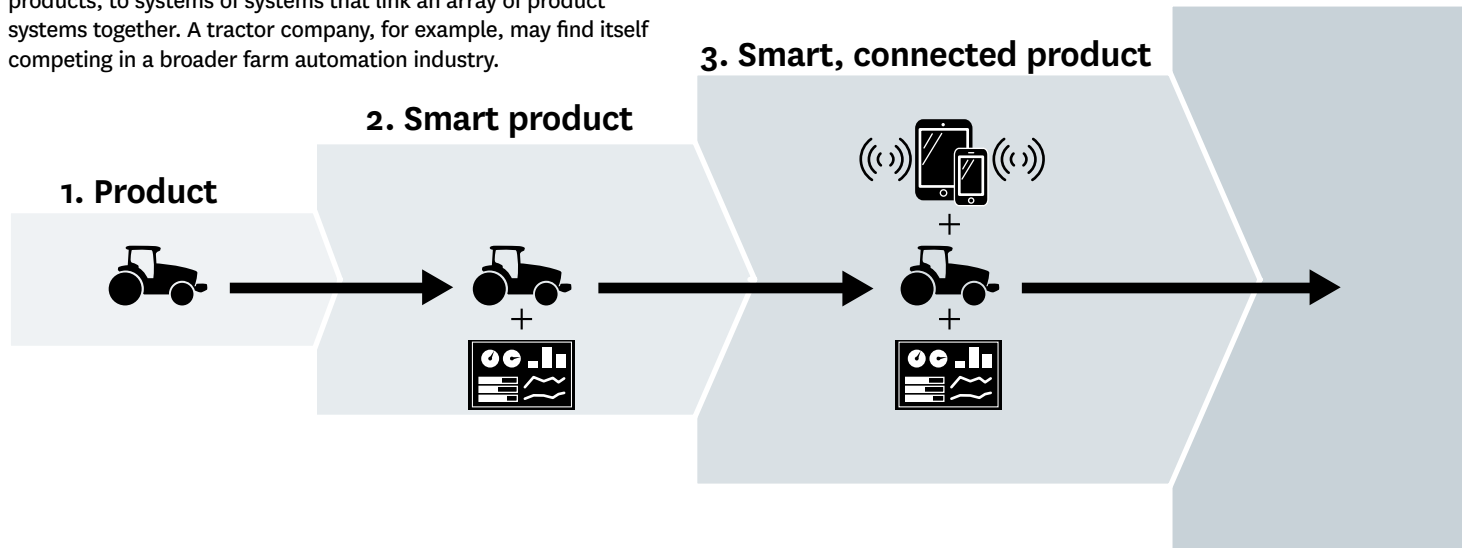 products, to systems of systems that link an array of product
systems together. A tractor company, for example, may find itself
competing in a broader farm automation industry.
3. Smart, connected product
2. Smart product
1. Product
+
+
+